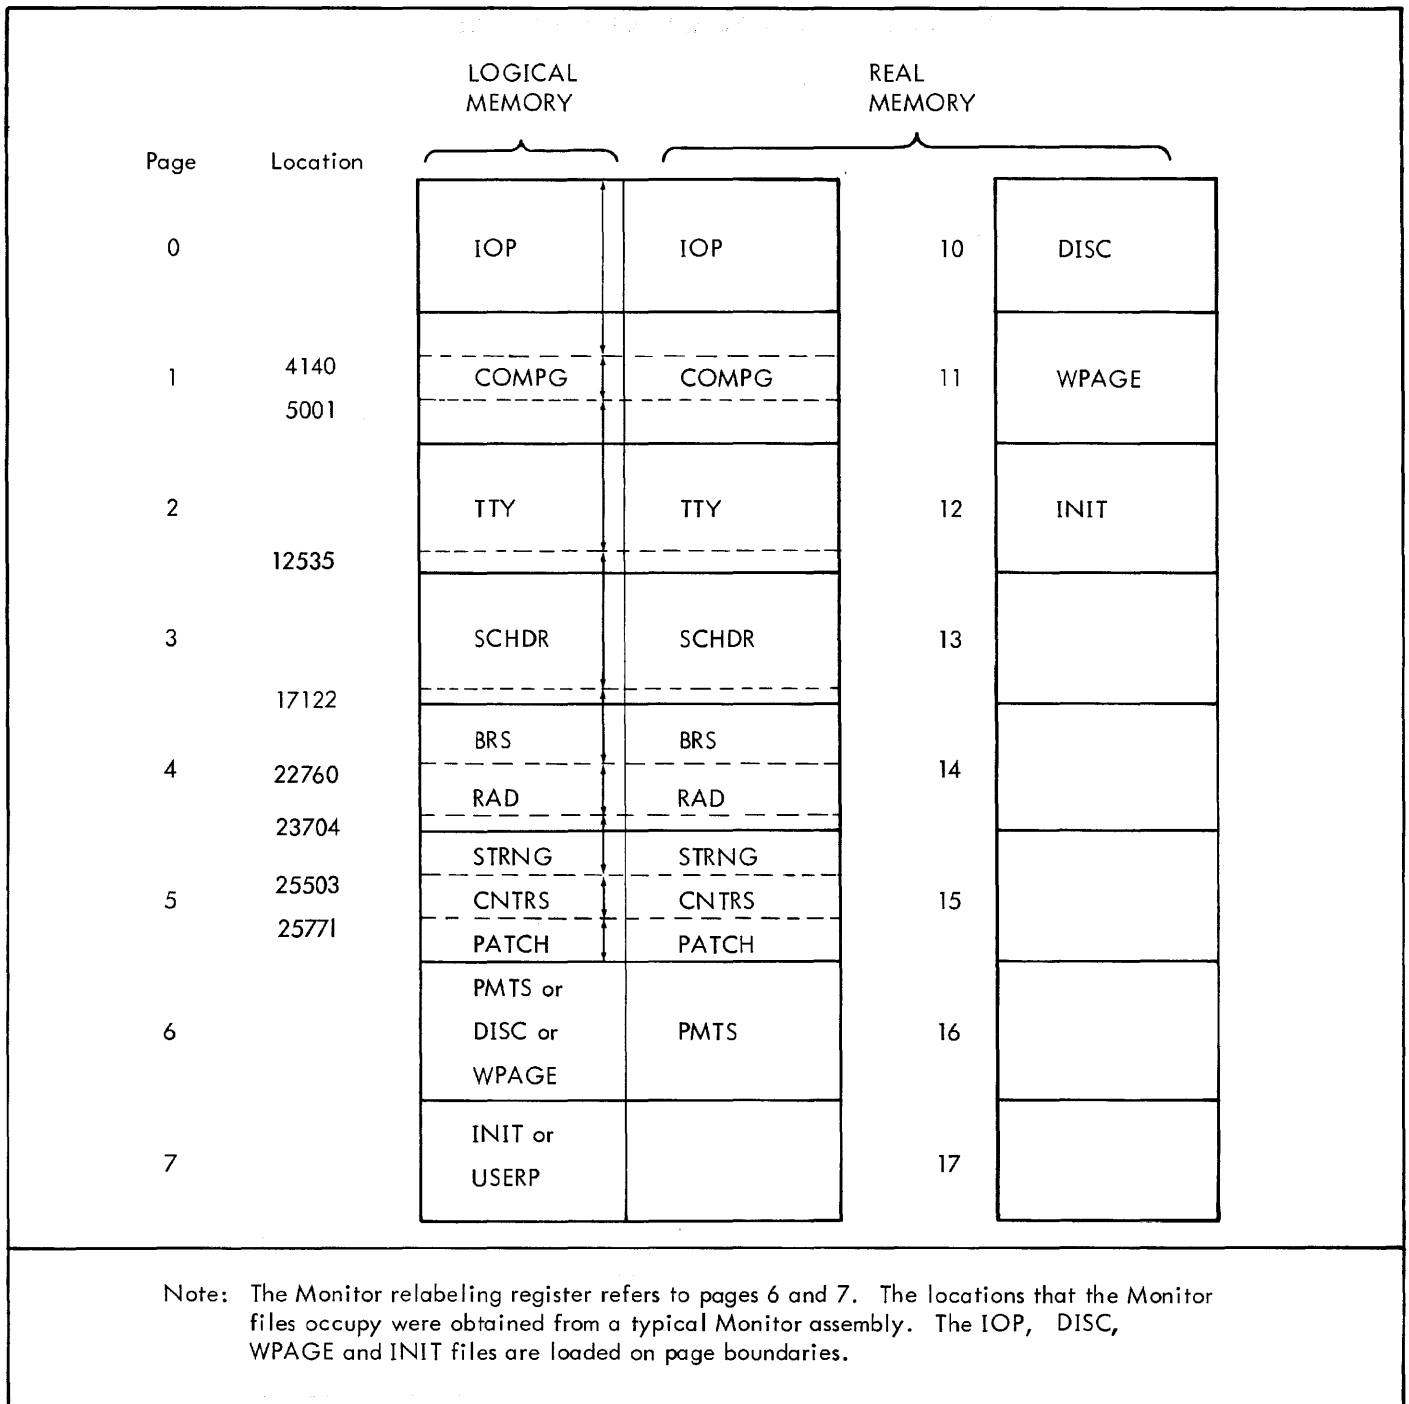 LOGICAL MEMORY
REAL MEMORY
Page Location
0 IOP IOP 10 DISC
4140
1 COMPG COMPG 11 WPAGE
5001
2 TTY TTY 12 INIT
12535
3 SCHDR SCHDR 13
17122
BRS BRS
4 22760 14
RAD RAD
23704
STRNG STRNG
25503
5 CNTRS CNTRS 15
25771
PATCH PATCH
PMTS or
6 DISC or PMTS 16
WPAGE
INIT or
7 17
USERP
Note: The Monitor relabeling register refers to pages 6 and 7. The locations that the Monitor
files occupy were obtained from a typical Monitor assembly. The IOP, DISC,
WPAGE and INIT files are loaded on page boundaries.